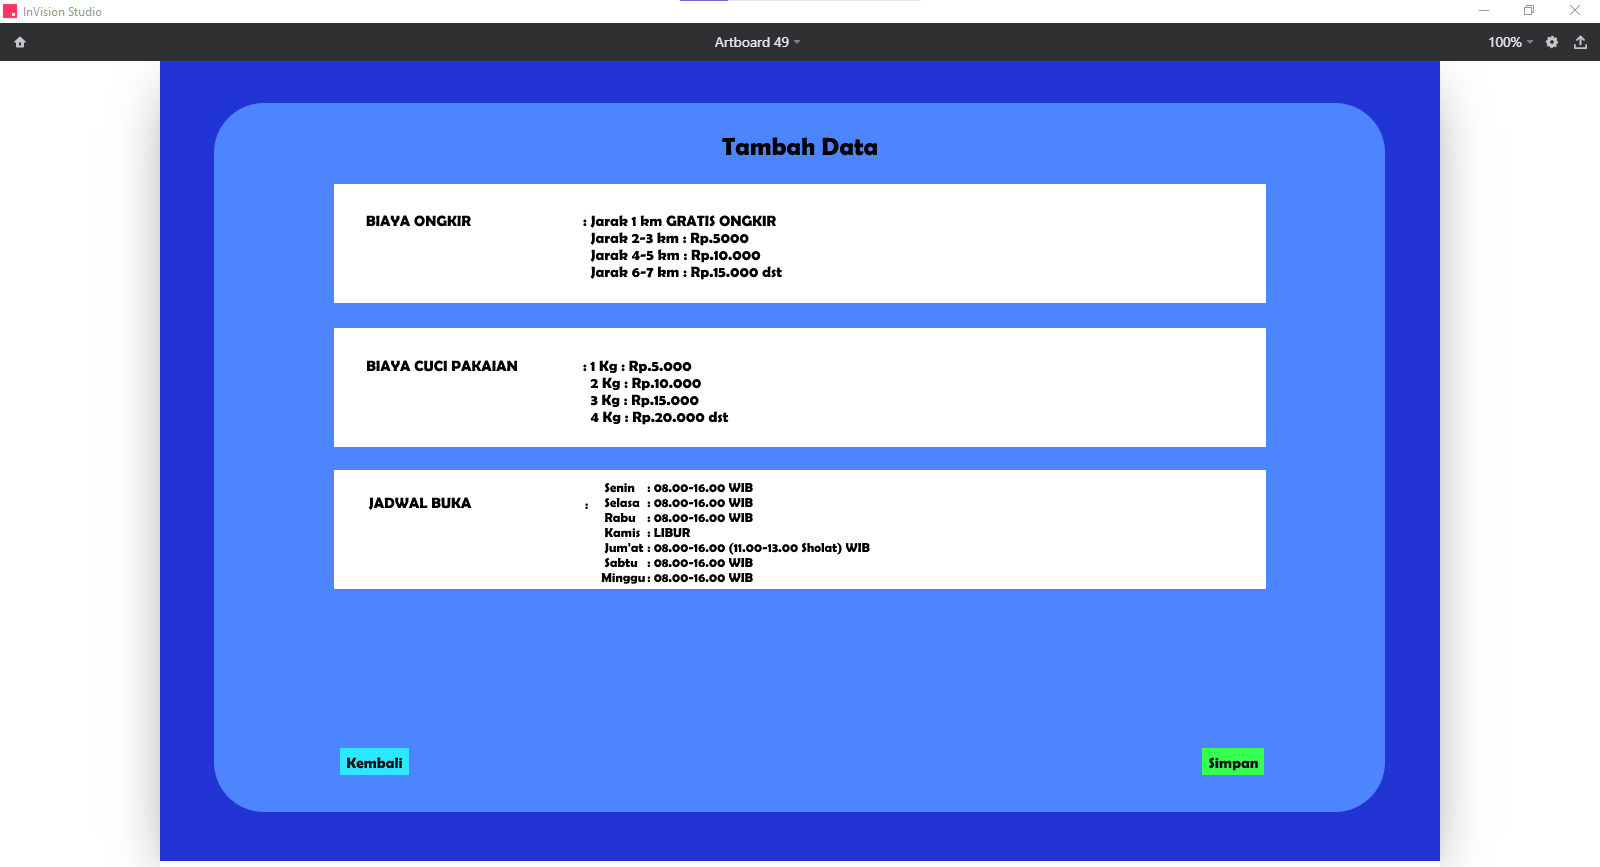 InVision Studio
Artboard 49
100%
Tambah Data
BIAYA ONGKIR : Jarak 1 km GRATIS ONGKIR
Jarak 2-3 km : Rp.5000
Jarak 4-5 km : Rp.10.000
Jarak 6-7 km : Rp.15.000 dst
BIAYA CUCI PAKAIAN : 1 Kg : Rp.5.000
2 Kg : Rp.10.000
3 Kg : Rp.15.000
4 Kg : Rp.20.000 dst
JADWAL BUKA :
Senin : 08.00-16.00 WIB
Selasa : 08.00-16.00 WIB
Rabu : 08.00-16.00 WIB
Kamis : LIBUR
Jum'at : 08.00-16.00 (11.00-13.00 Sholat) WIB
Sabtu : 08.00-16.00 WIB
Minggu : 08.00-16.00 WIB
Kembali
Simpan